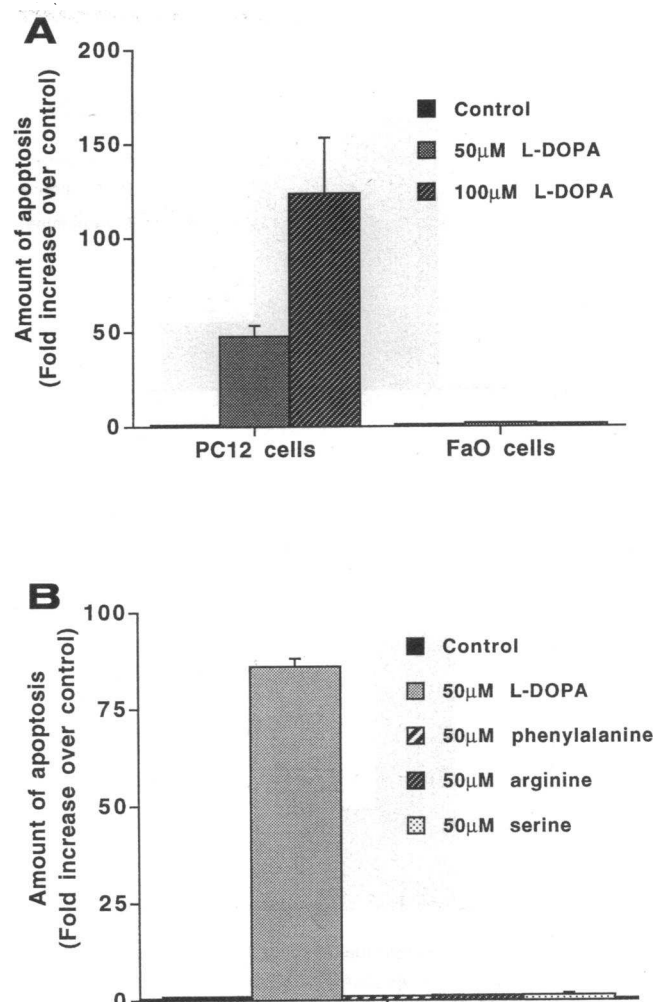 A
200
150
100
50
0
Amount of apoptosis
(Fold increase over control)
Control
50μM L-DOPA
100μM L-DOPA
PC12 cells
FaO cells
B
100
75
50
25
0
Amount of apoptosis
(Fold increase over control)
Control
50μM L-DOPA
50μM phenylalanine
50μM arginine
50μM serine